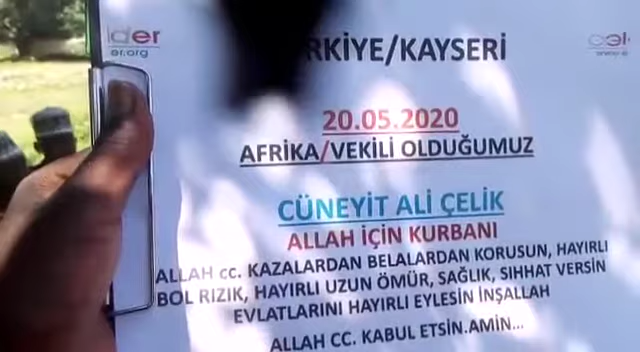 ider
er.org
RKİYE/KAYSERİ
20.05.2020
AFRİKA/VEKİLİ OLDUĞUMUZ
CÜNEYİT ALİ ÇELİK
ALLAH İÇİN KURBANI
ALLAH cc. KAZALARDAN BELALARDAN KORUSUN, HAYIRLI
BOL RIZIK, HAYIRLI UZUN ÖMÜR, SAĞLIK, SIHHAT VERSİN
EVLATLARINI HAYIRLI EYLESİN İNŞALLAH
ALLAH CC. KABUL ETSİN.AMİN...